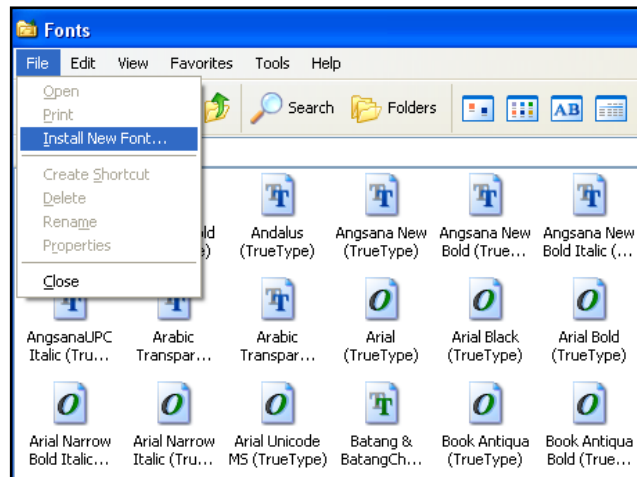 Fonts
File Edit View Favorites Tools Help
Open
Print
Install New Font...
Create Shortcut
Delete
Rename
Properties
Close
Search Folders
AB
Andalus
(TrueType)
Angsana New
(TrueType)
Angsana New
Bold (True...
Angsana New
Bold Italic (...
AngsanaUPC
Italic (Tru...
Arabic
Transpar...
Arabic
Transpar...
Arial
(TrueType)
Arial Black
(TrueType)
Arial Bold
(TrueType)
Arial Narrow
Bold Italic...
Arial Narrow
Italic (Tru...
Arial Unicode
MS (TrueType)
Batang &
BatangCh...
Book Antiqua
(TrueType)
Book Antiqua
Bold (True...